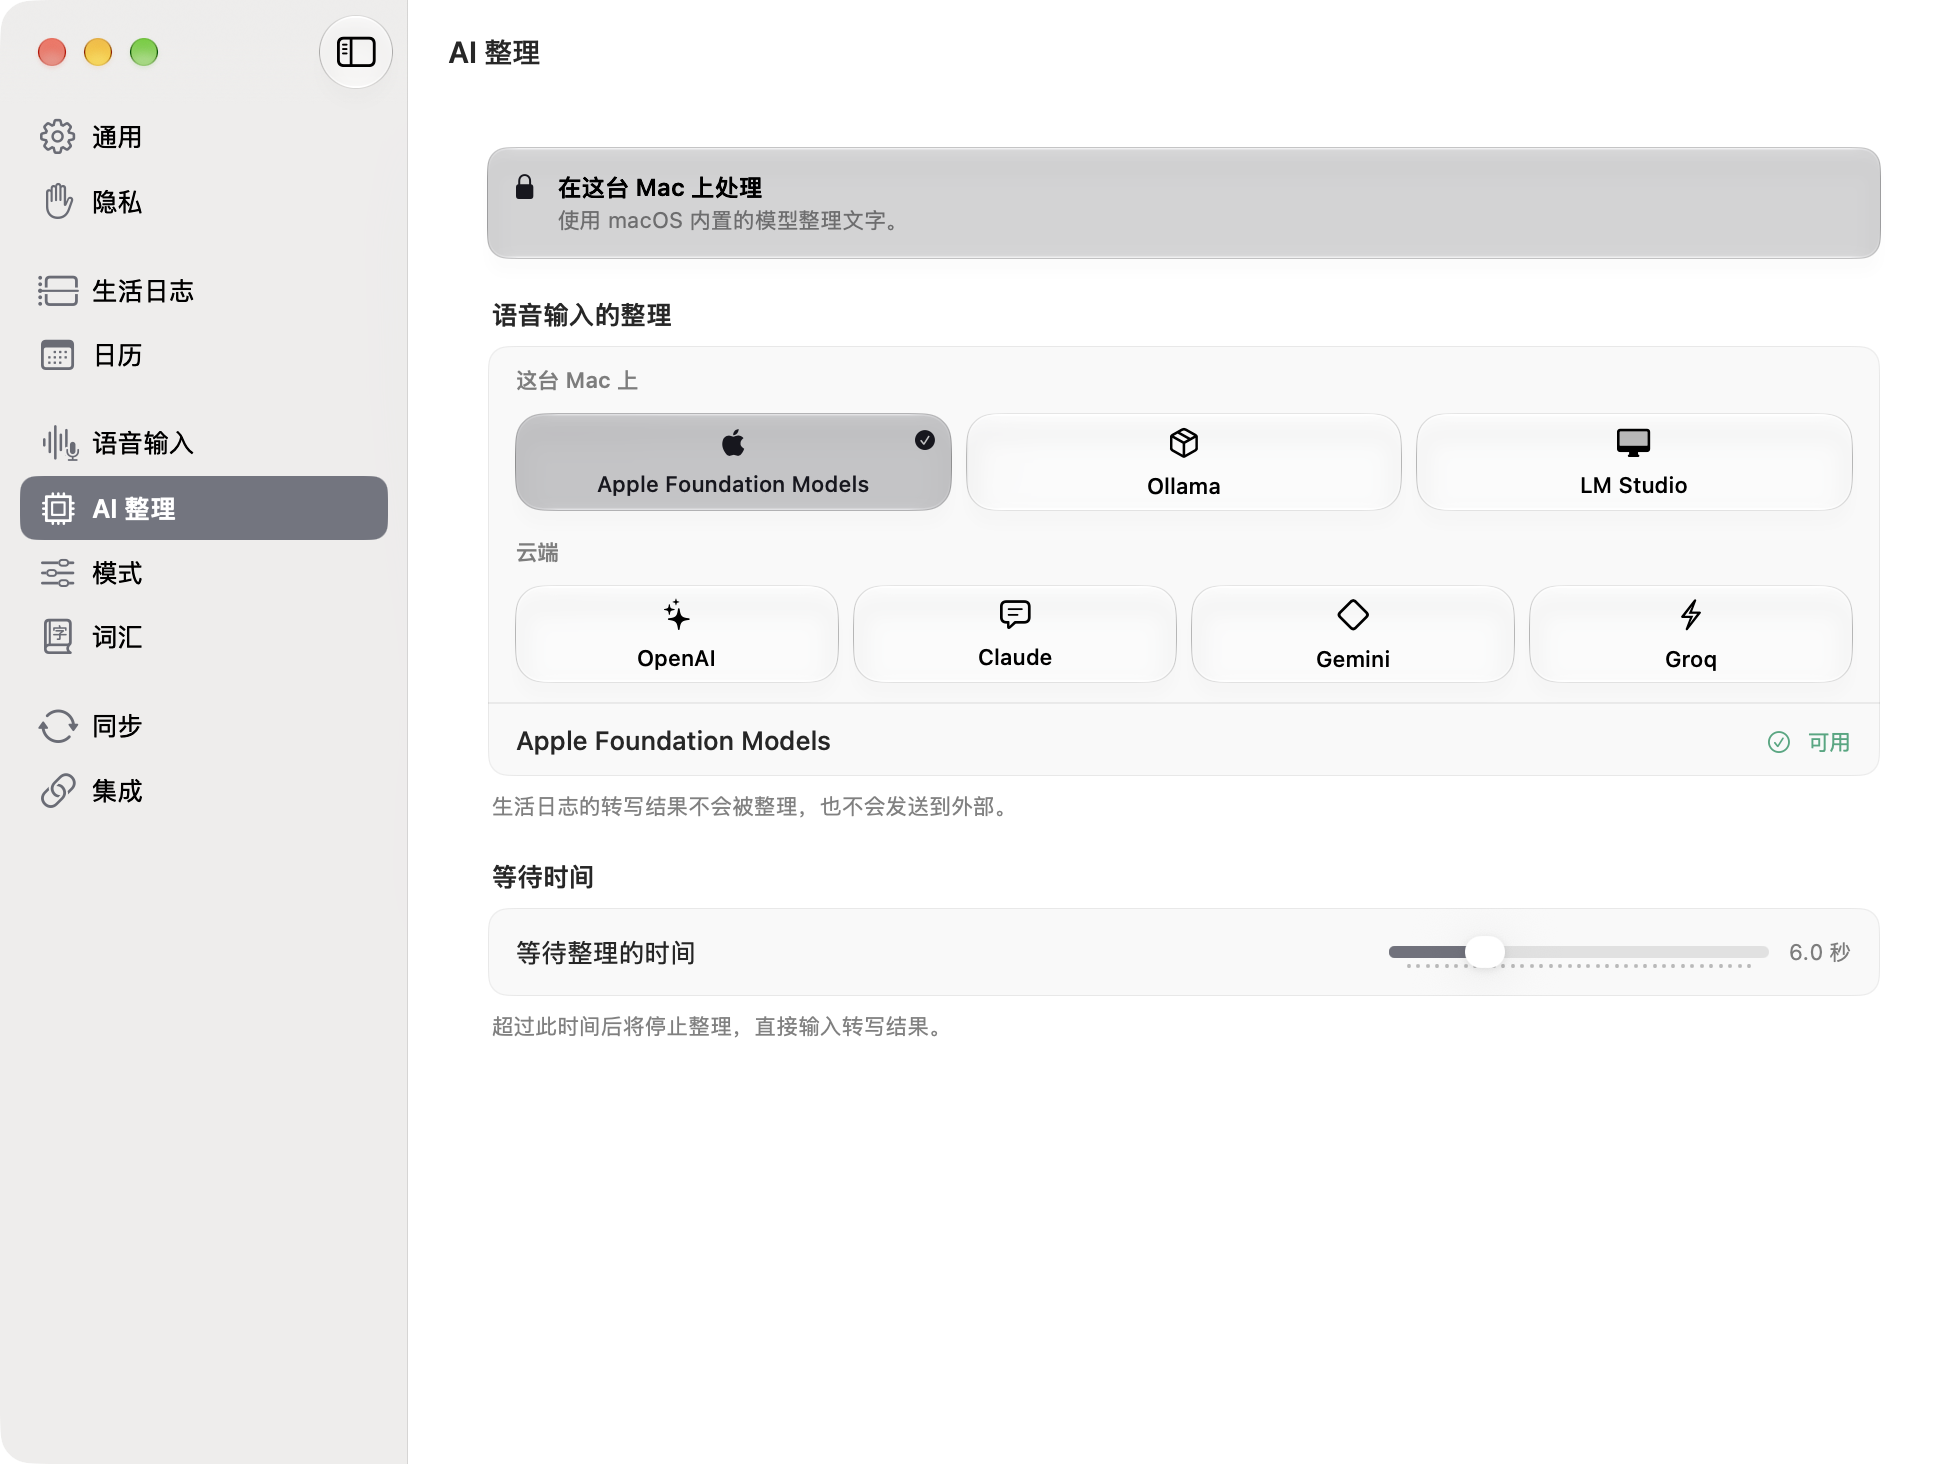 AI 整理
通用
隐私
生活日志
日历
语音输入
AI 整理
模式
词汇
同步
集成
在这台 Mac 上处理
使用 macOS 内置的模型整理文字。
语音输入的整理
这台 Mac 上
Apple Foundation Models
Ollama
LM Studio
云端
OpenAI
Claude
Gemini
Groq
Apple Foundation Models
可用
生活日志的转写结果不会被整理，也不会发送到外部。
等待时间
等待整理的时间
6.0 秒
超过此时间后将停止整理，直接输入转写结果。